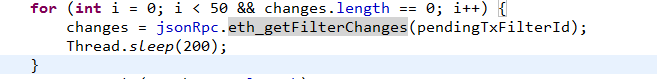 for (int i = 0; i < 50 && changes.length == 0; i++) {
changes = jsonRpc.eth_getFilterChanges(pendingTxFilterId);
Thread.sleep(200);
}